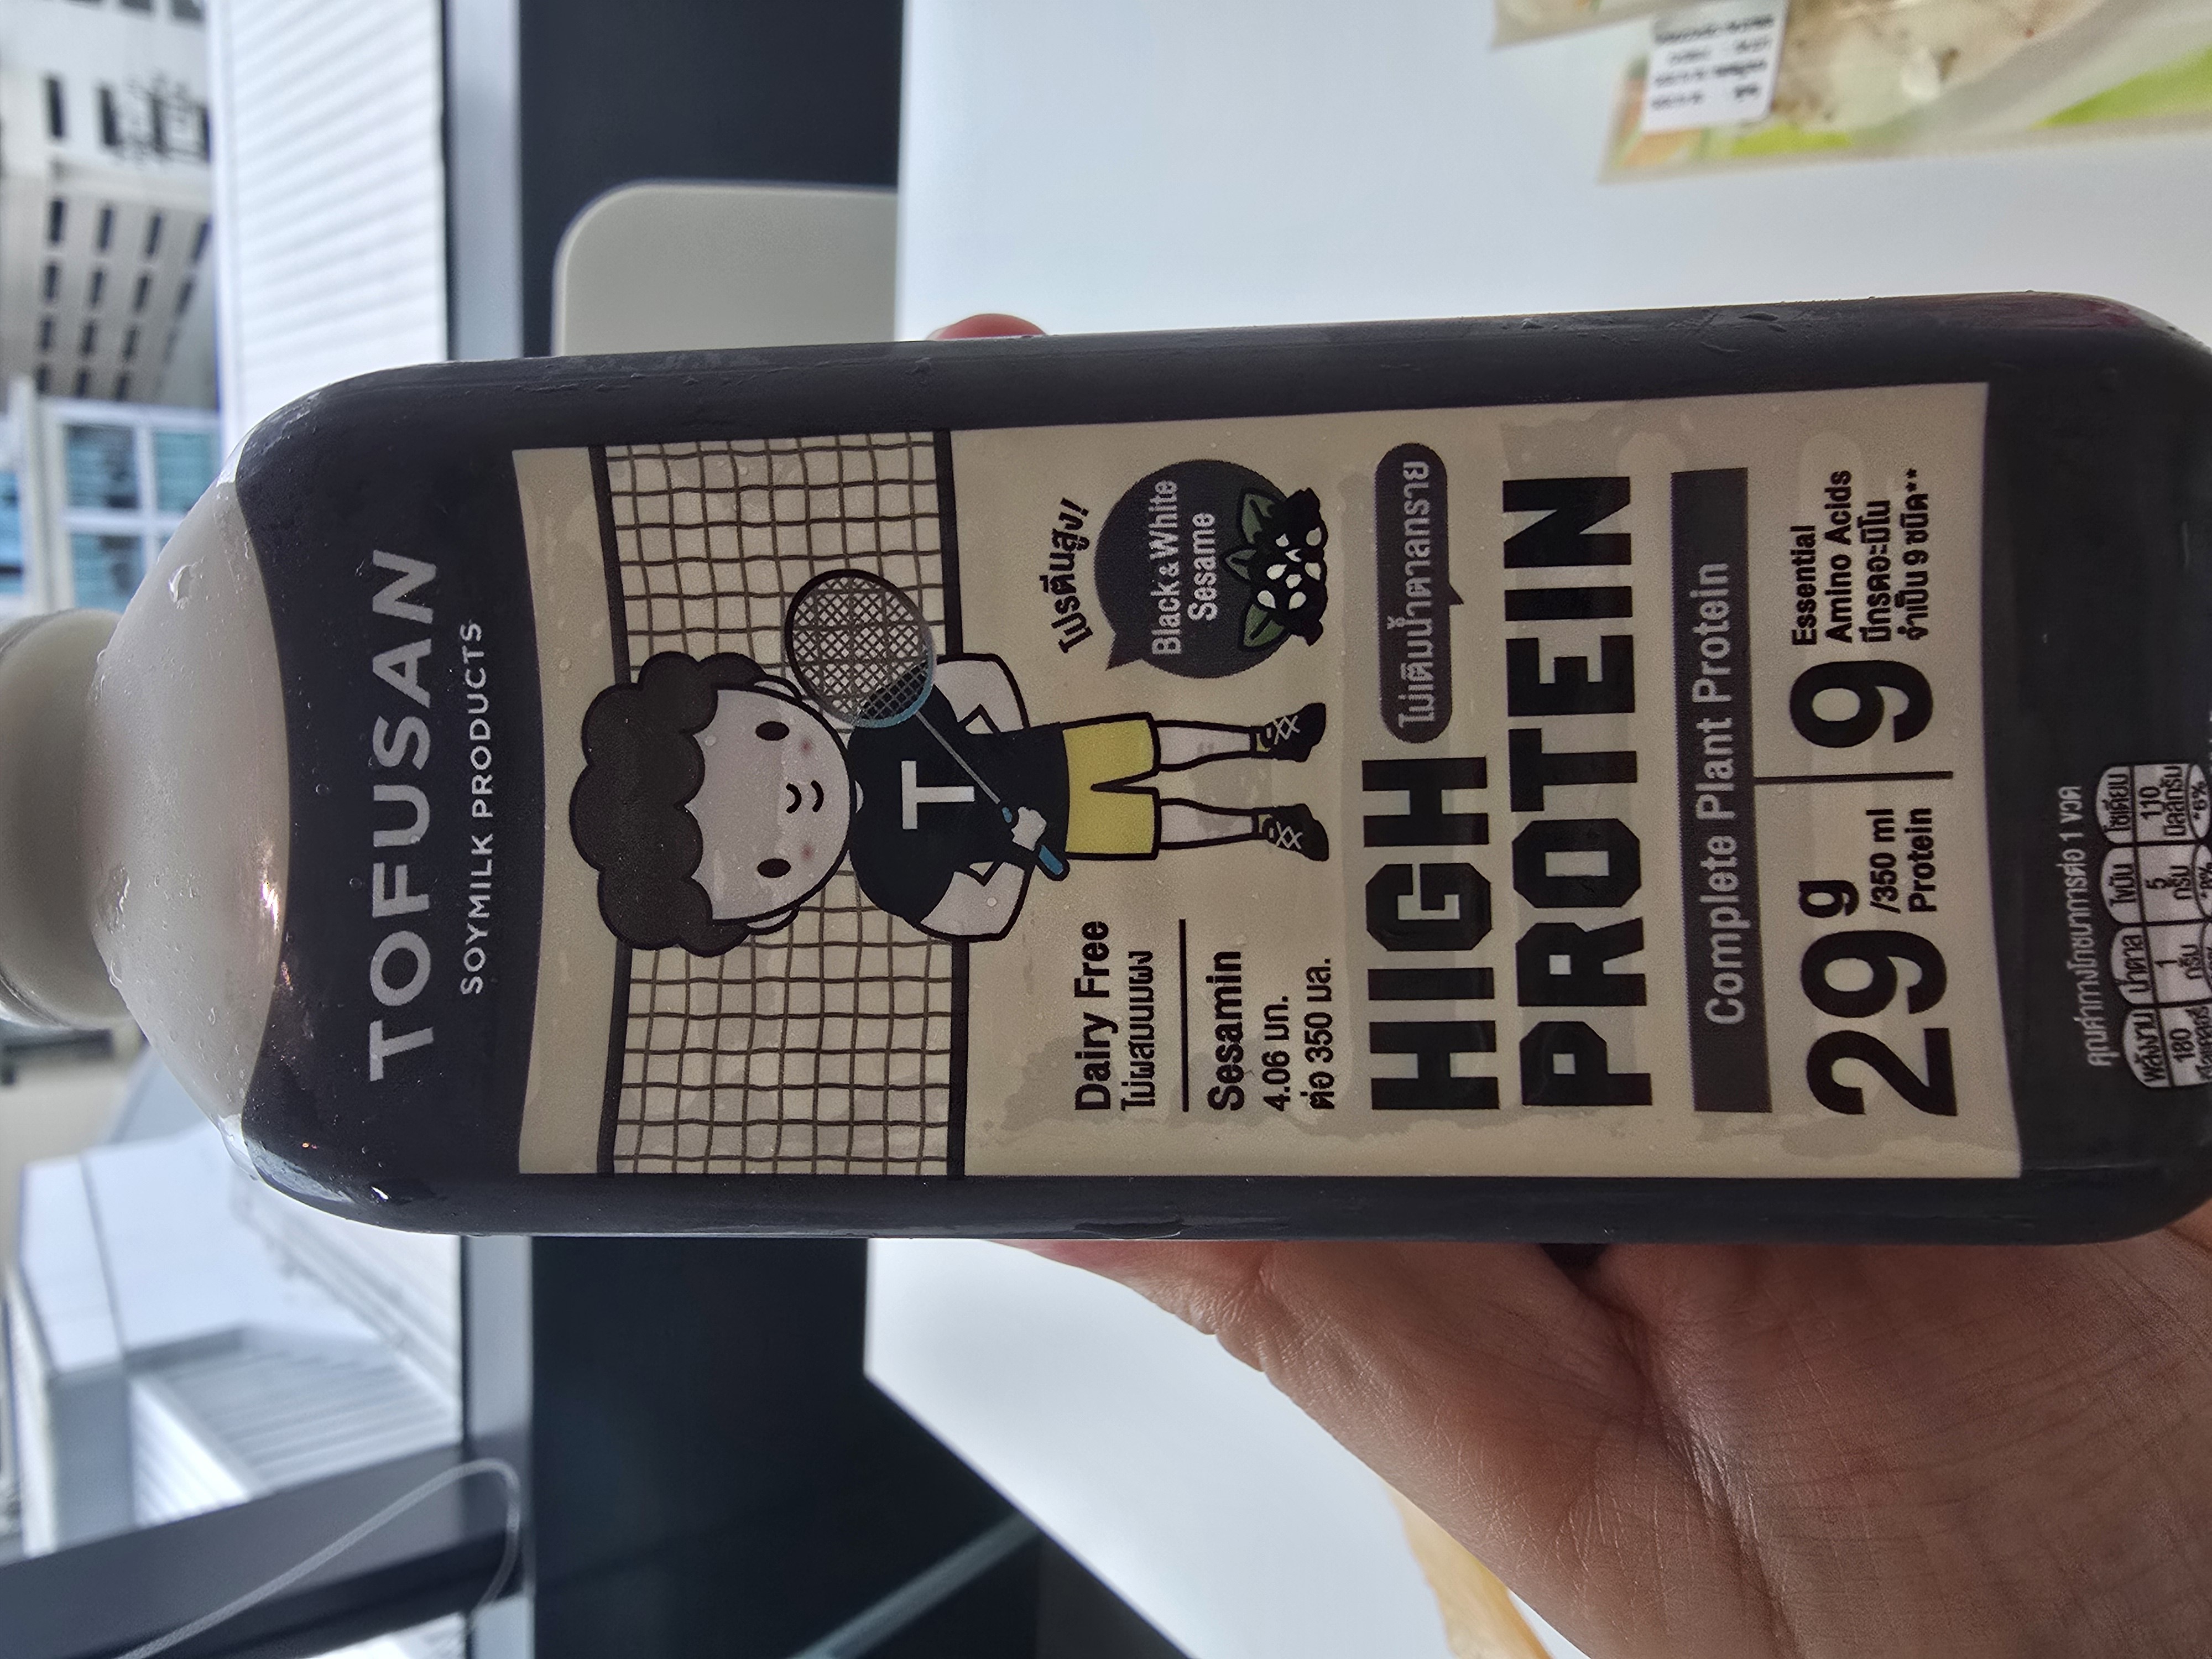 TOFUSAN
SOYMILK PRODUCTS
T
Dairy Free
ไม่ผสมนมผง
Sesamin
4.06 มก.
ต่อ 350 มล.
โปรตีนสูง!
Black & White
Sesame
HIGH
ไม่เติมน้ำตาลทราย
PROTEIN
Complete Plant Protein
29 g
/350 ml
Protein
9
Essential
Amino Acids
มีกรดอะมิโน
จำเป็น 9 ชนิด**
คุณค่าทางโภชนาการต่อ 1 ขวด
พลังงาน น้ำตาล ไขมัน โซเดียม
180 1 5 110
กรัม กรัม มิลลิกรัม
*6%